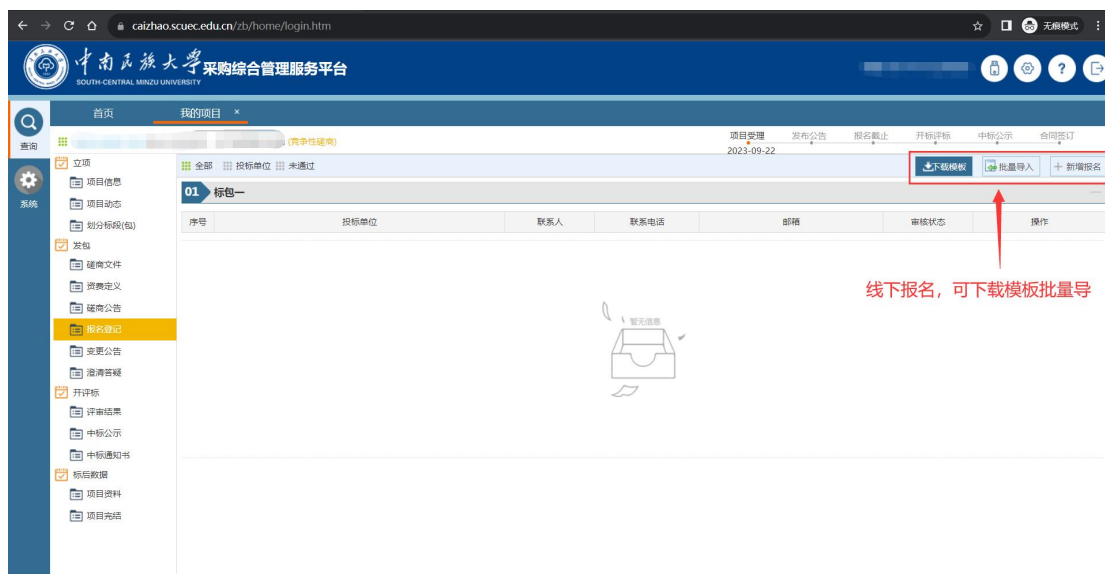 caizhao.scuec.edu.cn/zb/home/login.htm
无痕模式
中南民族大学 采购综合管理服务平台
SOUTH-CENTRAL MINZU UNIVERSITY
首页 我的项目 ×
查询
系统
(竞争性磋商)
项目受理 发布公告 报名截止 开标评标 中标公示 合同签订
2023-09-22
立项
项目信息
项目动态
划分标段(包)
发包
磋商文件
资费定义
磋商公告
报名登记
变更公告
澄清答疑
开评标
评审结果
中标公示
中标通知书
标后数据
项目资料
项目完结
全部 投标单位 未通过
下载模板 批量导入 新增报名
01 标包一
序号 投标单位 联系人 联系电话 邮箱 审核状态 操作
暂无信息
线下报名，可下载模板批量导